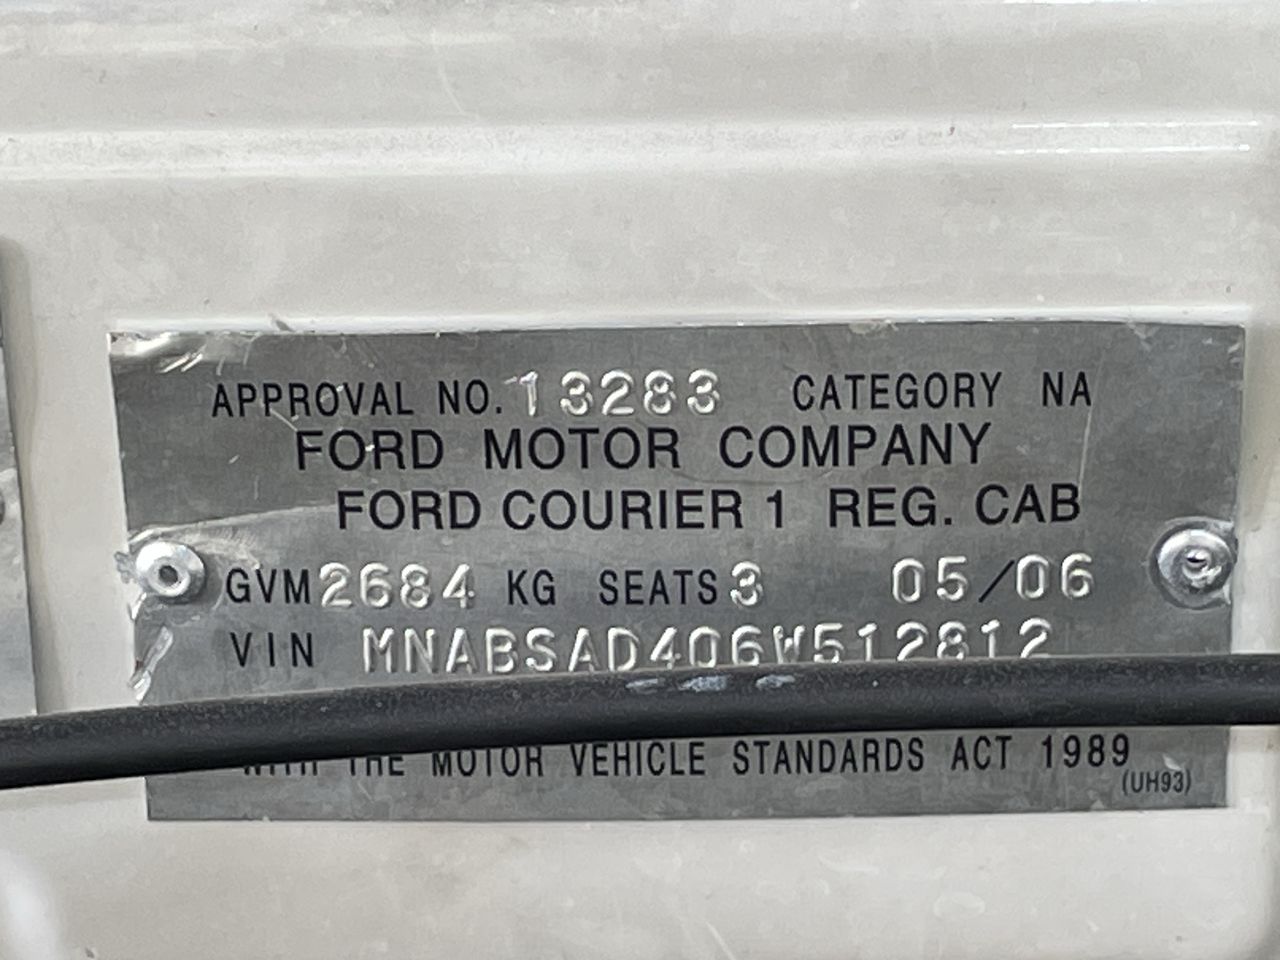 APPROVAL NO. 13283 CATEGORY NA
FORD MOTOR COMPANY
FORD COURIER 1 REG. CAB
GVM 2684 KG SEATS 3 05/06
VIN MNABSAD406W512812
WITH THE MOTOR VEHICLE STANDARDS ACT 1989
(UH93)